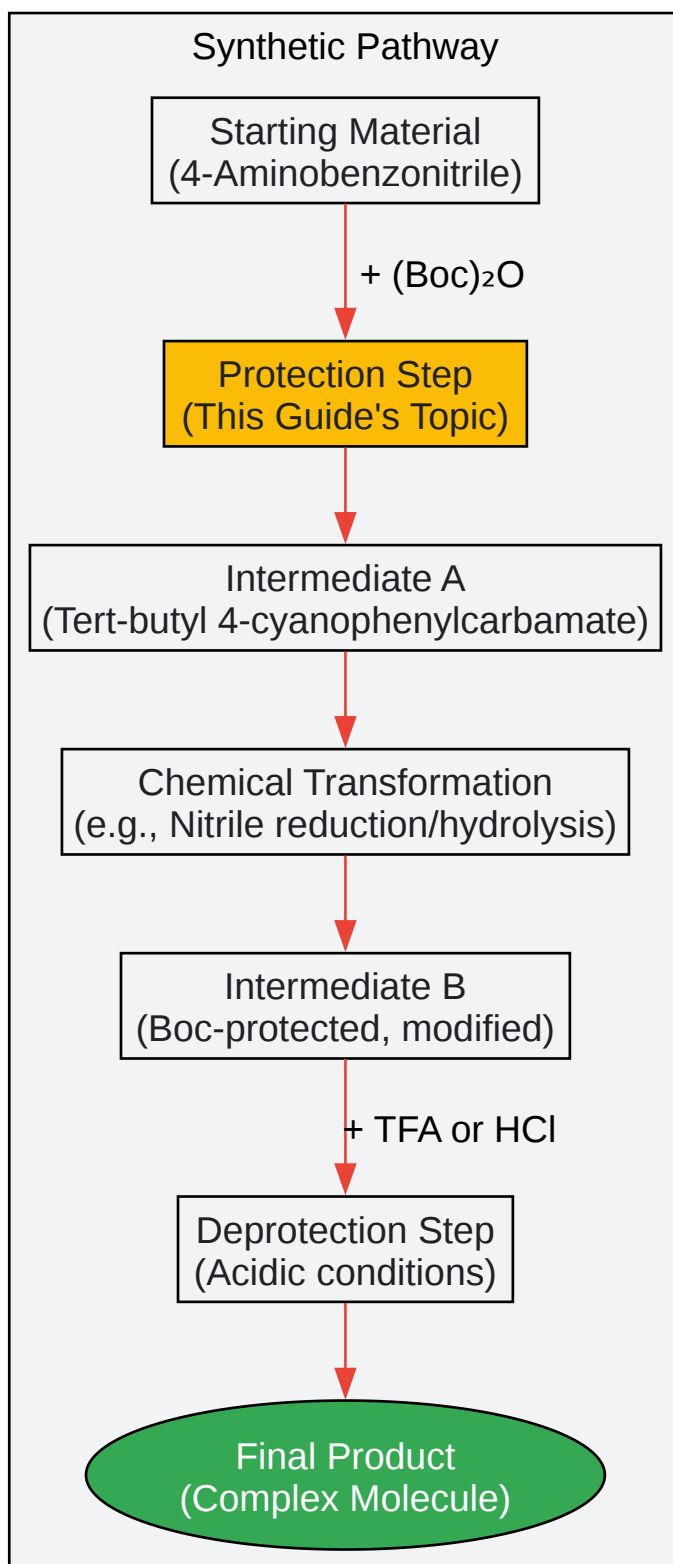 Synthetic Pathway
Starting Material
(4-Aminobenzonitrile)
+ (Boc)₂O
Protection Step
(This Guide's Topic)
Intermediate A
(Tert-butyl 4-cyanophenylcarbamate)
Chemical Transformation
(e.g., Nitrile reduction/hydrolysis)
Intermediate B
(Boc-protected, modified)
+ TFA or HCl
Deprotection Step
(Acidic conditions)
Final Product
(Complex Molecule)